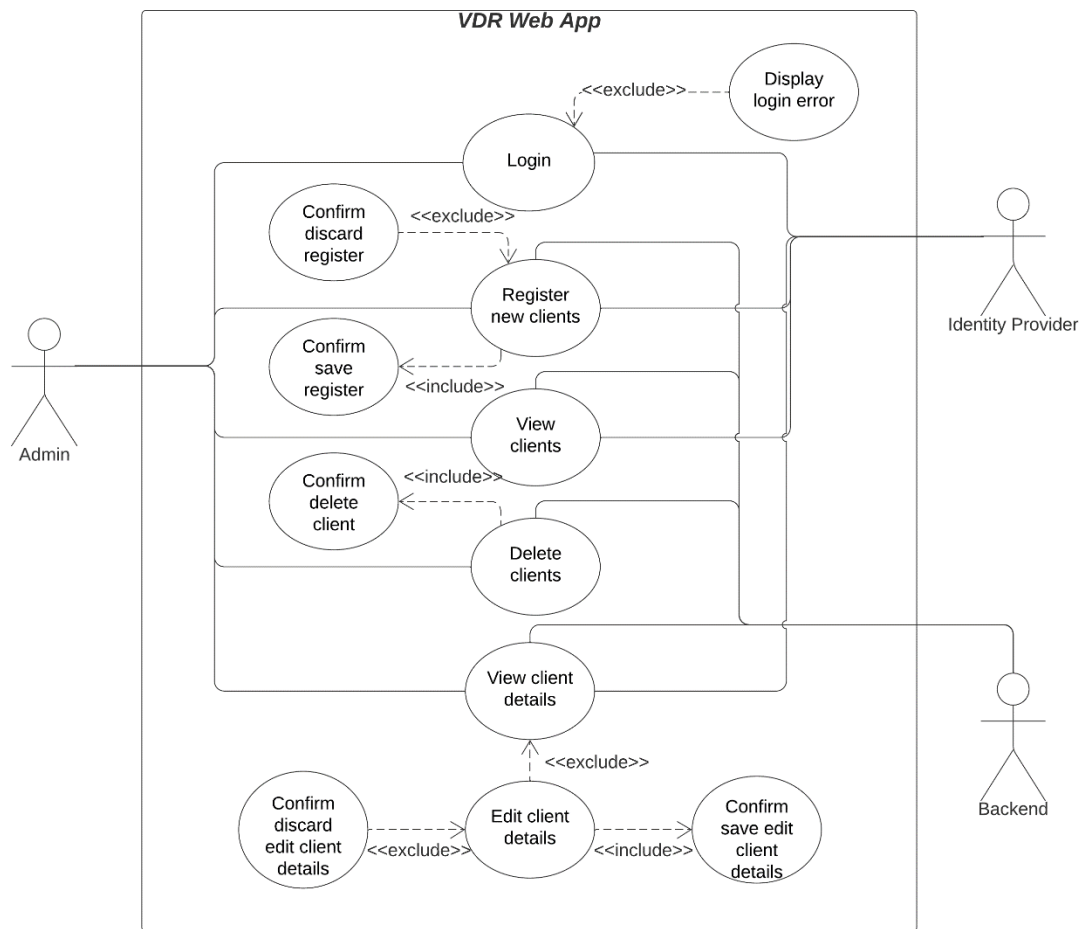 VDR Web App
Display
login error
<<exclude>>
Login
Confirm
discard
register
<<exclude>>
Register
new clients
Identity Provider
Confirm
save
register
<<include>>
View
clients
Admin
<<include>>
Confirm
delete
client
Delete
clients
View client
details
<<exclude>>
Confirm
discard
edit client
details
<<exclude>>
Edit client
details
<<include>>
Confirm
save edit
client
details
Backend